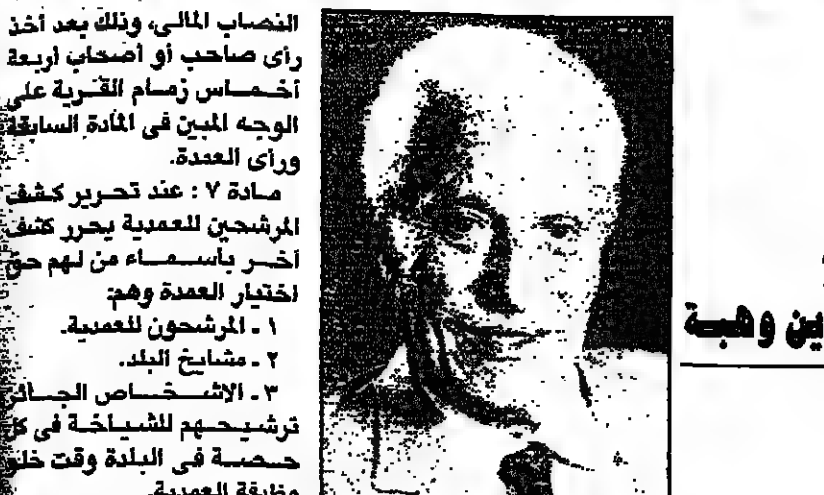 النصاب المالى، وذلك بعد أخذ
رأى صاحب أو أصحاب أربعة
أخماس زمام القرية على
الوجه المبين فى المادة السابقة
ورأى العمدة.
مادة ٧ : عند تحرير كشف
المرشحين للعمدية يحرر كشف
آخر بأسماء من لهم حق
اختيار العمدة وهم:
١ ـ المرشحون للعمدية.
٢ ـ مشايخ البلد.
٣ ـ الاشخاص الجائز
ترشيحهم للشياخة فى كل
حصة فى البلدة وقت خلو
وظيفة العمدية.
وهبة